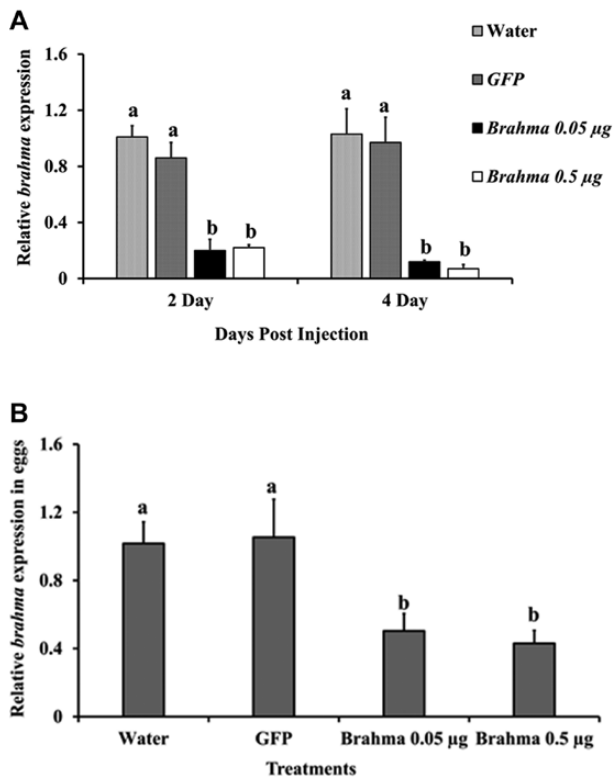 A
Water
GFP
Brahma 0.05 µg
Brahma 0.5 µg
Relative brahma expression
1.6
1.2
0.8
0.4
0
a
a
b
b
a
a
b
b
2 Day
4 Day
Days Post Injection
B
Relative brahma expression in eggs
1.6
1.2
0.8
0.4
0
a
a
b
b
Water
GFP
Brahma 0.05 µg
Brahma 0.5 µg
Treatments